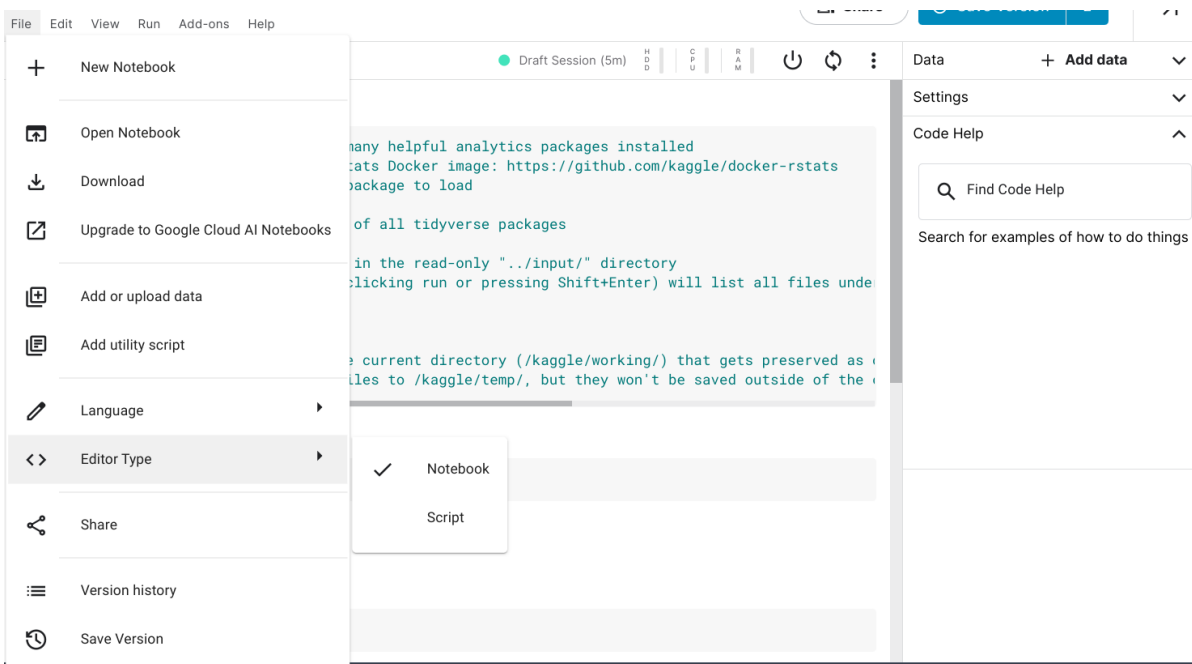 File Edit View Run Add-ons Help
Draft Session (5m) HDD CPU RAM
New Notebook
Open Notebook
Download
Upgrade to Google Cloud AI Notebooks
Add or upload data
Add utility script
Language
Editor Type
Share
Version history
Save Version
Notebook
Script
many helpful analytics packages installed
tats Docker image: https://github.com/kaggle/docker-rstats
package to load
of all tidyverse packages
in the read-only "../input/" directory
clicking run or pressing Shift+Enter) will list all files unde
e current directory (/kaggle/working/) that gets preserved as
iles to /kaggle/temp/, but they won't be saved outside of the
Data + Add data
Settings
Code Help
Find Code Help
Search for examples of how to do things